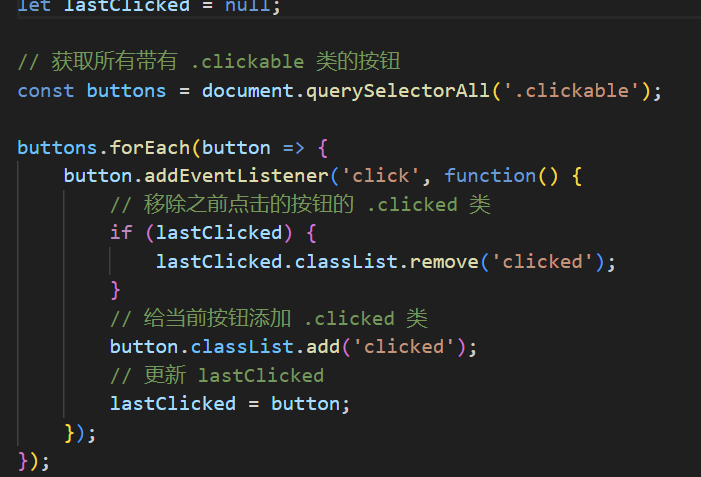 let lastClicked = null;
// 获取所有带有 .clickable 类的按钮
const buttons = document.querySelectorAll('.clickable');
buttons.forEach(button => {
button.addEventListener('click', function() {
// 移除之前点击的按钮的 .clicked 类
if (lastClicked) {
lastClicked.classList.remove('clicked');
}
// 给当前按钮添加 .clicked 类
button.classList.add('clicked');
// 更新 lastClicked
lastClicked = button;
});
});